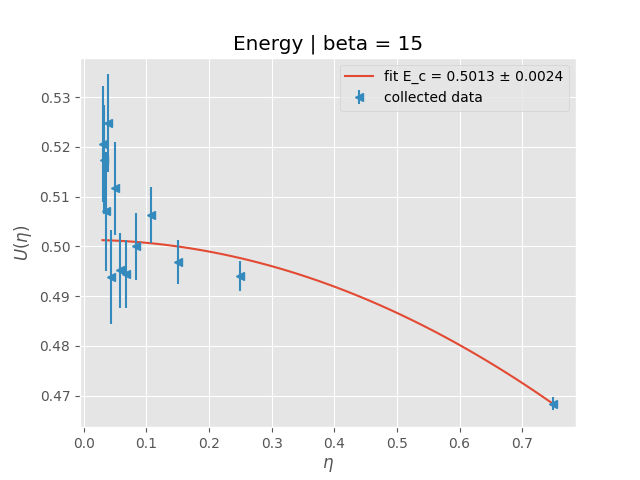 Energy | beta = 15
fit E_c = 0.5013 ± 0.0024
collected data
U(η)
0.53
0.52
0.51
0.50
0.49
0.48
0.47
0.0 0.1 0.2 0.3 0.4 0.5 0.6 0.7
η